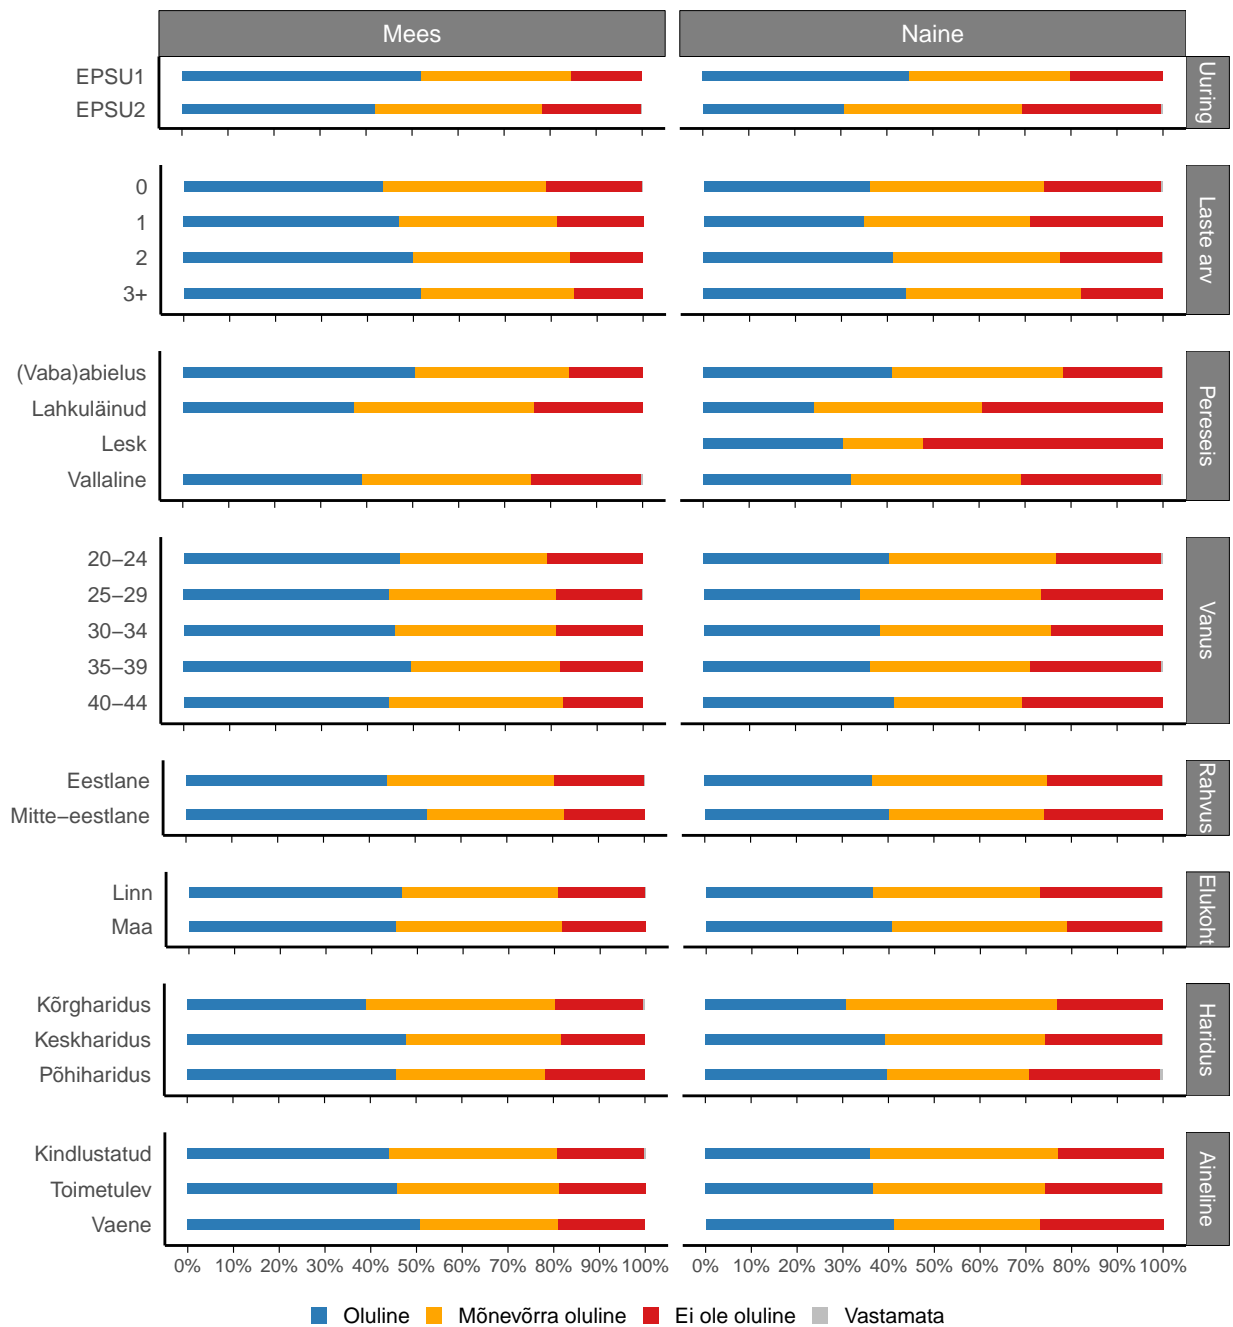 Mees
Naine
EPSU1
EPSU2
Uuring
0
1
2
3+
Laste arv
(Vaba)abielus
Lahkuläinud
Lesk
Vallaline
Pereseis
20−24
25−29
30−34
35−39
40−44
Vanus
Eestlane
Mitte−eestlane
Rahvus
Linn
Maa
Elukoht
Kõrgharidus
Keskharidus
Põhiharidus
Haridus
Kindlustatud
Toimetulev
Vaene
Aineline
0% 10% 20% 30% 40% 50% 60% 70% 80% 90% 100%
0% 10% 20% 30% 40% 50% 60% 70% 80% 90% 100%
Oluline Mõnevõrra oluline Ei ole oluline Vastamata